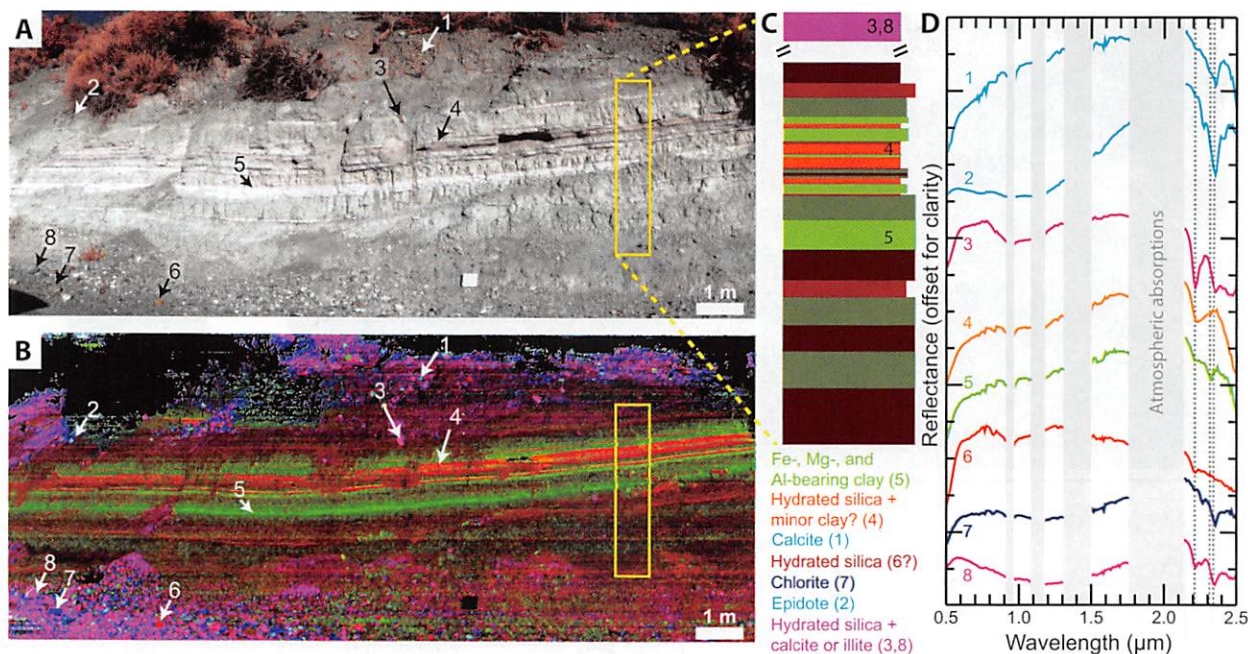 A
1
2
3
4
5
8
7
6
1 m
B
1
2
3
4
5
8
7
6
1 m
C
3,8
4
5
Fe-, Mg-, and
Al-bearing clay (5)
Hydrated silica +
minor clay? (4)
Calcite (1)
Hydrated silica (6?)
Chlorite (7)
Epidote (2)
Hydrated silica +
calcite or illite (3,8)
D
Reflectance (offset for clarity)
1
2
3
4
5
6
7
8
Atmospheric absorptions
0.5 1.0 1.5 2.0 2.5
Wavelength (µm)